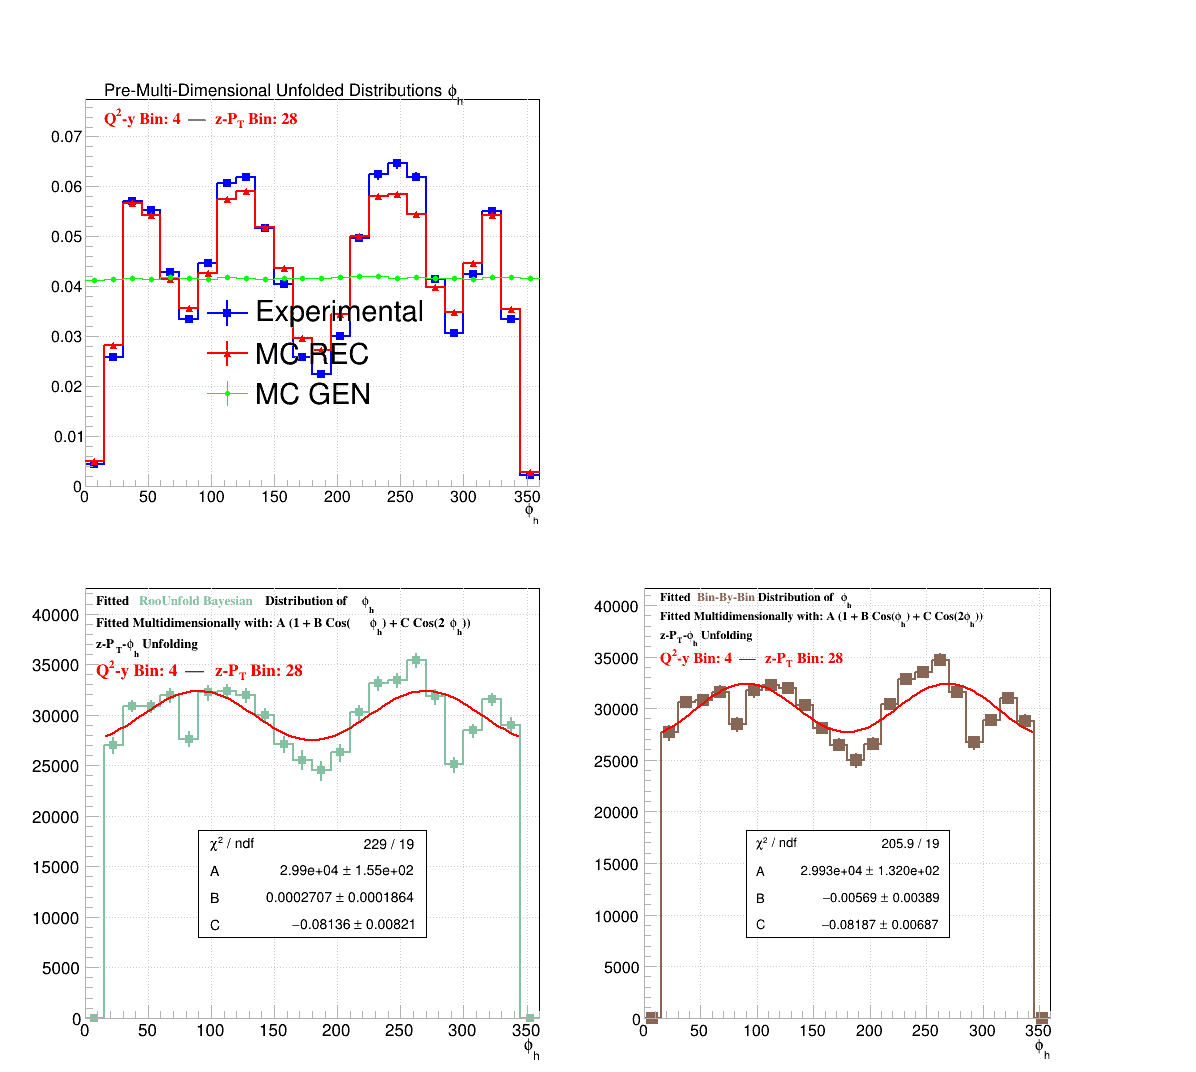 Pre-Multi-Dimensional Unfolded Distributions ϕh
Q²-y Bin: 4 — z-PT Bin: 28
0.07
0.06
0.05
0.04
0.03
0.02
0.01
0
Experimental
MC REC
MC GEN
0 50 100 150 200 250 300 350
ϕh
Fitted RooUnfold Bayesian Distribution of ϕh
Fitted Multidimensionally with: A (1 + B Cos( ϕh) + C Cos(2 ϕh))
z-PT-ϕh Unfolding
Q²-y Bin: 4 — z-PT Bin: 28
40000
35000
30000
25000
20000
15000
10000
5000
0
χ² / ndf 229 / 19
A 2.99e+04 ± 1.55e+02
B 0.0002707 ± 0.0001864
C −0.08136 ± 0.00821
0 50 100 150 200 250 300 350
ϕh
Fitted Bin-By-Bin Distribution of ϕh
Fitted Multidimensionally with: A (1 + B Cos(ϕh) + C Cos(2ϕh))
z-PT-ϕh Unfolding
Q²-y Bin: 4 — z-PT Bin: 28
40000
35000
30000
25000
20000
15000
10000
5000
0
χ² / ndf 205.9 / 19
A 2.993e+04 ± 1.320e+02
B −0.00569 ± 0.00389
C −0.08187 ± 0.00687
0 50 100 150 200 250 300 350
ϕh